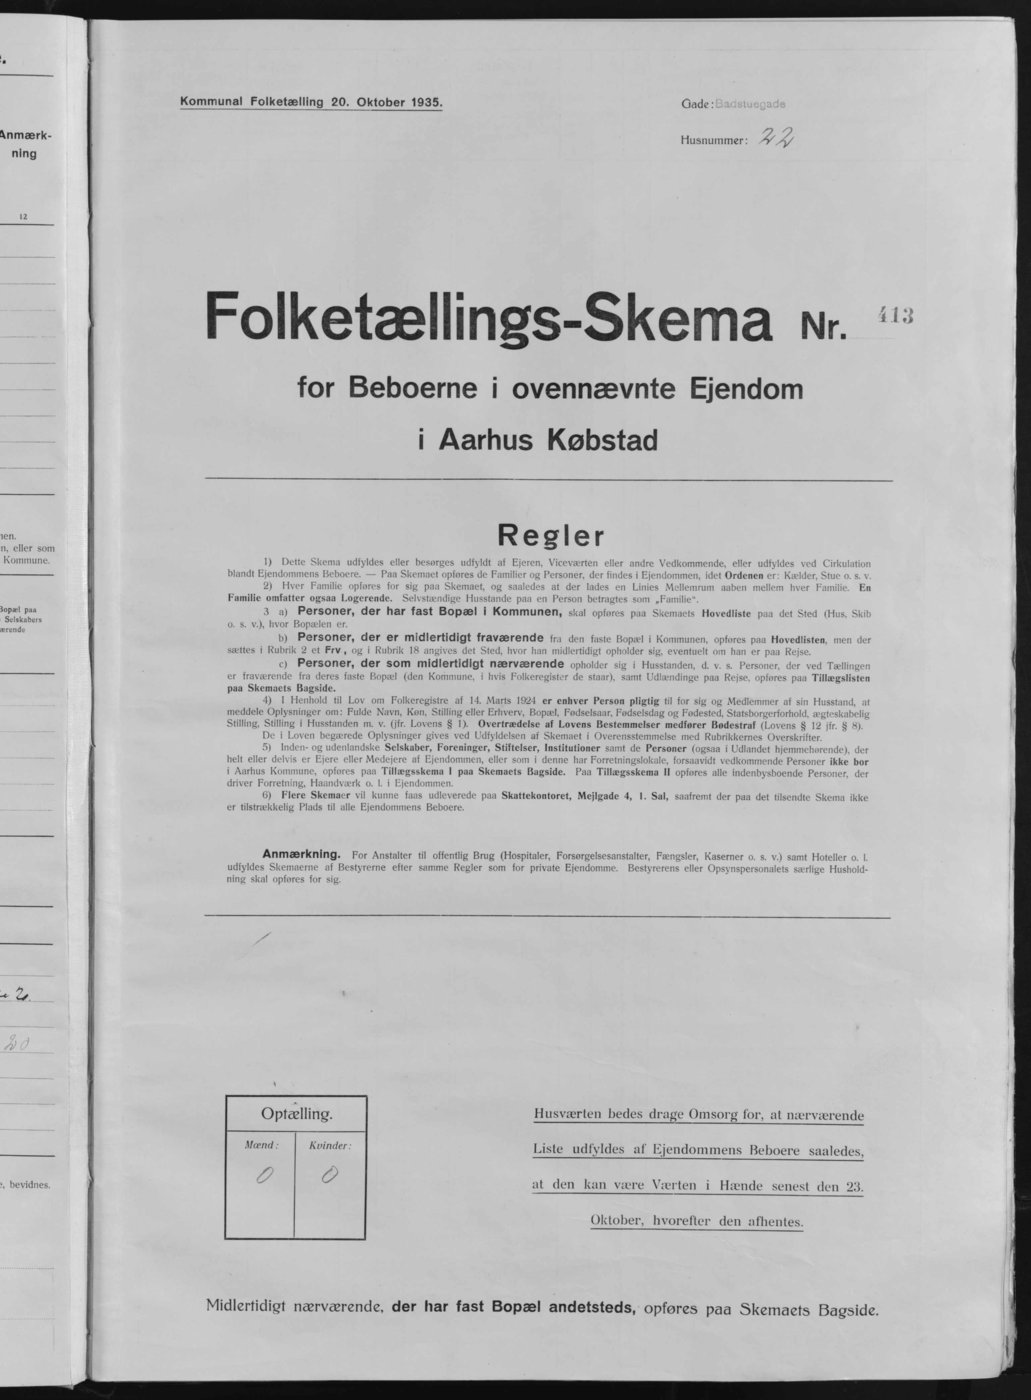 .
Anmærk-
ning
12
nen.
n, eller som
Kommune.
Bopæl paa
Selskabers
ærende
20
, bevidnes.
Kommunal Folketælling 20. Oktober 1935.
Gade: Badstuegade
Husnummer: 22
Folketællings-Skema Nr. 413
for Beboerne i ovennævnte Ejendom
i Aarhus Købstad
Regler
1) Dette Skema udfyldes eller besørges udfyldt af Ejeren, Viceværten eller andre Vedkommende, eller udfyldes ved Cirkulation
blandt Ejendommens Beboere. — Paa Skemaet opføres de Familier og Personer, der findes i Ejendommen, idet Ordenen er: Kælder, Stue o. s. v.
2) Hver Familie opføres for sig paa Skemaet, og saaledes at der lades en Linies Mellemrum aaben mellem hver Familie. En
Familie omfatter ogsaa Logerende. Selvstændige Husstande paa en Person betragtes som „Familie“.
3 a) Personer, der har fast Bopæl i Kommunen, skal opføres paa Skemaets Hovedliste paa det Sted (Hus, Skib
o. s. v.), hvor Bopælen er.
b) Personer, der er midlertidigt fraværende fra den faste Bopæl i Kommunen, opføres paa Hovedlisten, men der
sættes i Rubrik 2 et Frv., og i Rubrik 18 angives det Sted, hvor han midlertidigt opholder sig, eventuelt om han er paa Rejse.
c) Personer, der som midlertidigt nærværende opholder sig i Husstanden, d. v. s. Personer, der ved Tællingen
er fraværende fra deres faste Bopæl (den Kommune, i hvis Folkeregister de staar), samt Udlændinge paa Rejse, opføres paa Tillægslisten
paa Skemaets Bagside.
4) I Henhold til Lov om Folkeregistre af 14. Marts 1924 er enhver Person pligtig til for sig og Medlemmer af sin Husstand, at
meddele Oplysninger om: Fulde Navn, Køn, Stilling eller Erhverv, Bopæl, Fødselsaar, Fødselsdag og Fødested, Statsborgerforhold, ægteskabelig
Stilling, Stilling i Husstanden m. v. (jfr. Lovens § 1). Overtrædelse af Lovens Bestemmelser medfører Bødestraf (Lovens § 12 jfr. § 8).
De i Loven begærede Oplysninger gives ved Udfyldelsen af Skemaet i Overensstemmelse med Rubrikkernes Overskrifter.
5) Inden- og udenlandske Selskaber, Foreninger, Stiftelser, Institutioner samt de Personer (ogsaa i Udlandet hjemmehørende), der
helt eller delvis er Ejere eller Medejere af Ejendommen, eller som i denne har Forretningslokale, forsaavidt vedkommende Personer ikke bor
i Aarhus Kommune, opføres paa Tillægsskema I paa Skemaets Bagside. Paa Tillægsskema II opføres alle indenbysboende Personer, der
driver Forretning, Haandværk o. l. i Ejendommen.
6) Flere Skemaer vil kunne faas udleverede paa Skattekontoret, Mejlgade 4, 1. Sal, saafremt der paa det tilsendte Skema ikke
er tilstrækkelig Plads til alle Ejendommens Beboere.
Anmærkning. For Anstalter til offentlig Brug (Hospitaler, Forsørgelsesanstalter, Fængsler, Kaserner o. s. v.) samt Hoteller o. l.
udfyldes Skemaerne af Bestyrerne efter samme Regler som for private Ejendomme. Bestyrerens eller Opsynspersonalets særlige Hushold-
ning skal opføres for sig.
Optælling.
Mænd: Kvinder:
0 0
Husværten bedes drage Omsorg for, at nærværende
Liste udfyldes af Ejendommens Beboere saaledes,
at den kan være Værten i Hænde senest den 23.
Oktober, hvorefter den afhentes.
Midlertidigt nærværende, der har fast Bopæl andetsteds, opføres paa Skemaets Bagside.